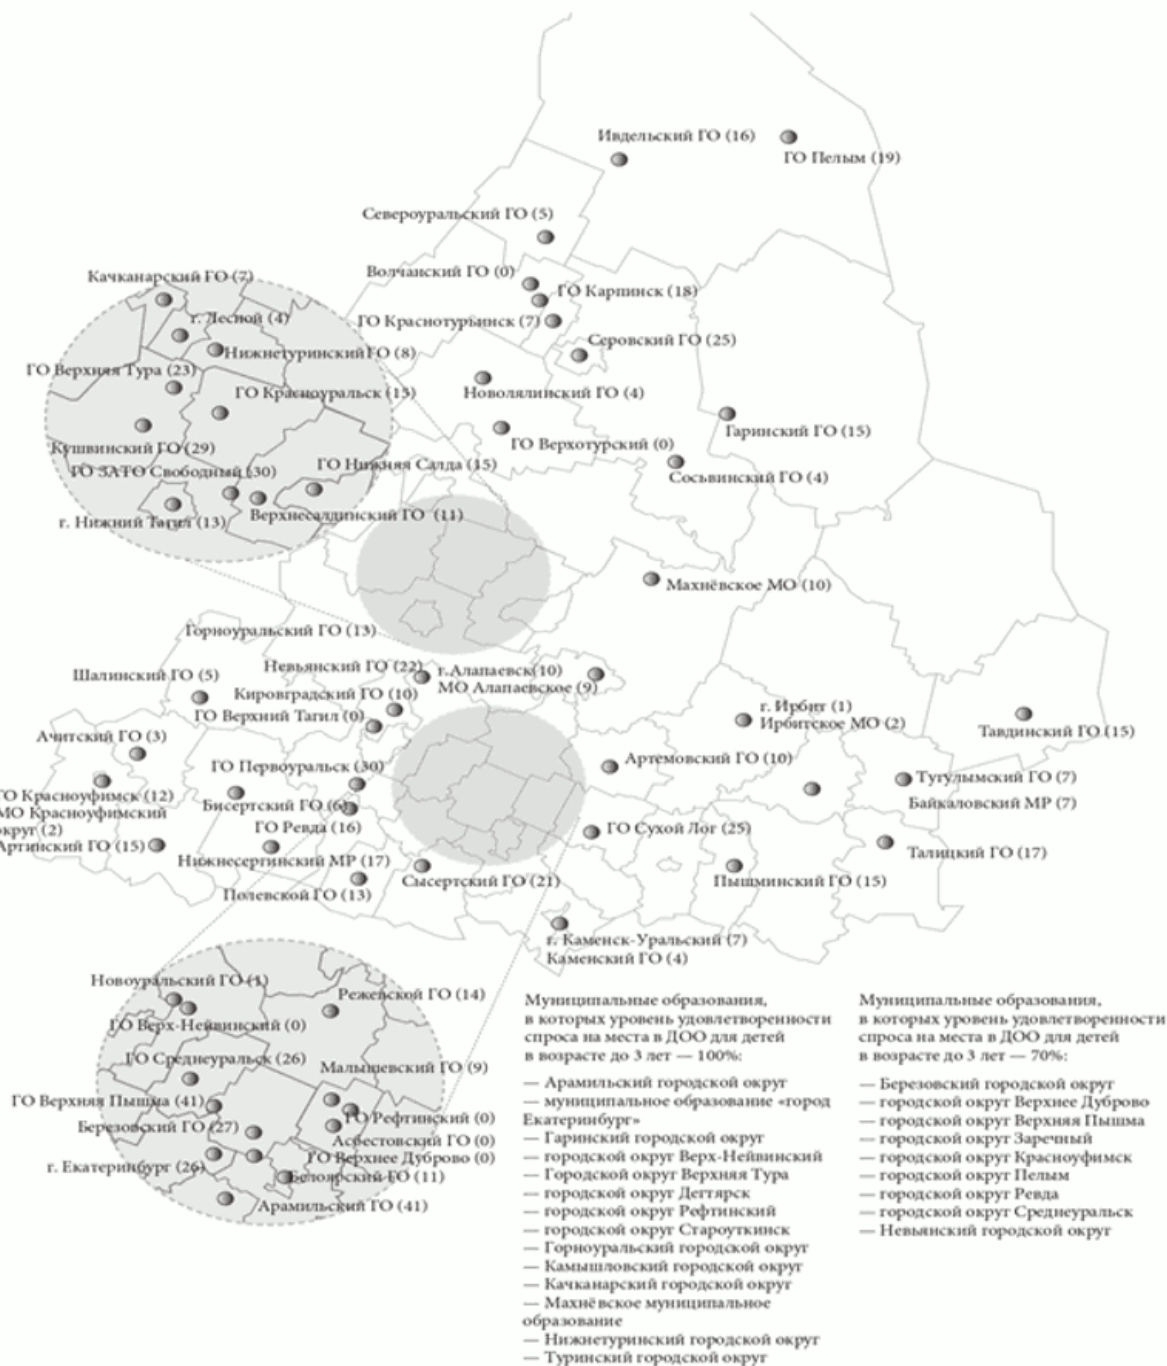 Ивдельский ГО (16)
ГО Пелым (19)
Североуральский ГО (5)
Волчанский ГО (0)
ГО Карпинск (18)
ГО Краснотурьинск (7)
Серовский ГО (25)
Новолялинский ГО (4)
Гаринский ГО (15)
ГО Верхотурский (0)
Сосьвинский ГО (4)
Качканарский ГО (7)
г. Лесной (4)
Нижнетуринский ГО (8)
ГО Верхняя Тура (23)
ГО Красноуральск (15)
Кушвинский ГО (29)
ГО Нижняя Салда (15)
ГО ЗАТО Свободный (30)
Верхнесалдинский ГО (11)
г. Нижний Тагил (13)
Махнёвское МО (10)
Горноуральский ГО (13)
Невьянский ГО (22)
г.Алапаевск(10)
МО Алапаевское (9)
Шалинский ГО (5)
Кировградский ГО (10)
ГО Верхний Тагил (0)
г. Ирбит (1)
Ирбитское МО (2)
Тавдинский ГО (15)
Ачитский ГО (3)
ГО Первоуральск (30)
Артемовский ГО (10)
Тугулымский ГО (7)
ГО Красноуфимск (12)
МО Красноуфимский
округ (2)
Бисертский ГО (6)
Байкаловский МР (7)
ГО Ревда (16)
ГО Сухой Лог (25)
Артинский ГО (15)
Талицкий ГО (17)
Нижнесергинский МР (17)
Сысертский ГО (21)
Пышминский ГО (15)
Полевской ГО (13)
г. Каменск-Уральский (7)
Каменский ГО (4)
Новоуральский ГО (1)
Режевской ГО (14)
ГО Верх-Нейвинский (0)
ГО Среднеуральск (26)
Малышевский ГО (9)
ГО Верхняя Пышма (41)
ГО Рефтинский (0)
Березовский ГО (27)
Асбестовский ГО (0)
ГО Верхнее Дуброво (0)
г. Екатеринбург (26)
Белоярский ГО (11)
Арамильский ГО (41)
Муниципальные образования,
в которых уровень удовлетворенности
спроса на места в ДОО для детей
в возрасте до 3 лет — 100%:
— Арамильский городской округ
— муниципальное образование «город
Екатеринбург»
— Гаринский городской округ
— городской округ Верх-Нейвинский
— Городской округ Верхняя Тура
— городской округ Дегтярск
— городской округ Рефтинский
— городской округ Староуткинск
— Горноуральский городской округ
— Камышловский городской округ
— Качканарский городской округ
— Махнёвское муниципальное
образование
— Нижнетуринский городской округ
— Туринский городской округ
Муниципальные образования,
в которых уровень удовлетворенности
спроса на места в ДОО для детей
в возрасте до 3 лет — 70%:
— Березовский городской округ
— городской округ Верхнее Дуброво
— городской округ Верхняя Пышма
— городской округ Заречный
— городской округ Красноуфимск
— городской округ Пелым
— городской округ Ревда
— городской округ Среднеуральск
— Невьянский городской округ